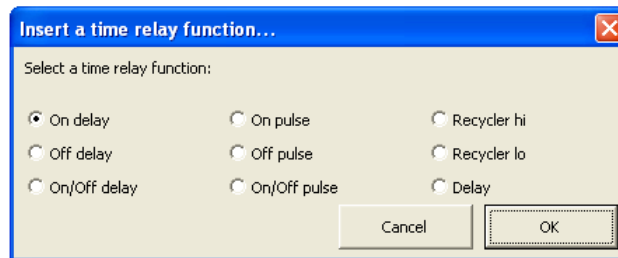 Insert a time relay function...
Select a time relay function:
On delay On pulse Recycler hi
Off delay Off pulse Recycler lo
On/Off delay On/Off pulse Delay
Cancel OK